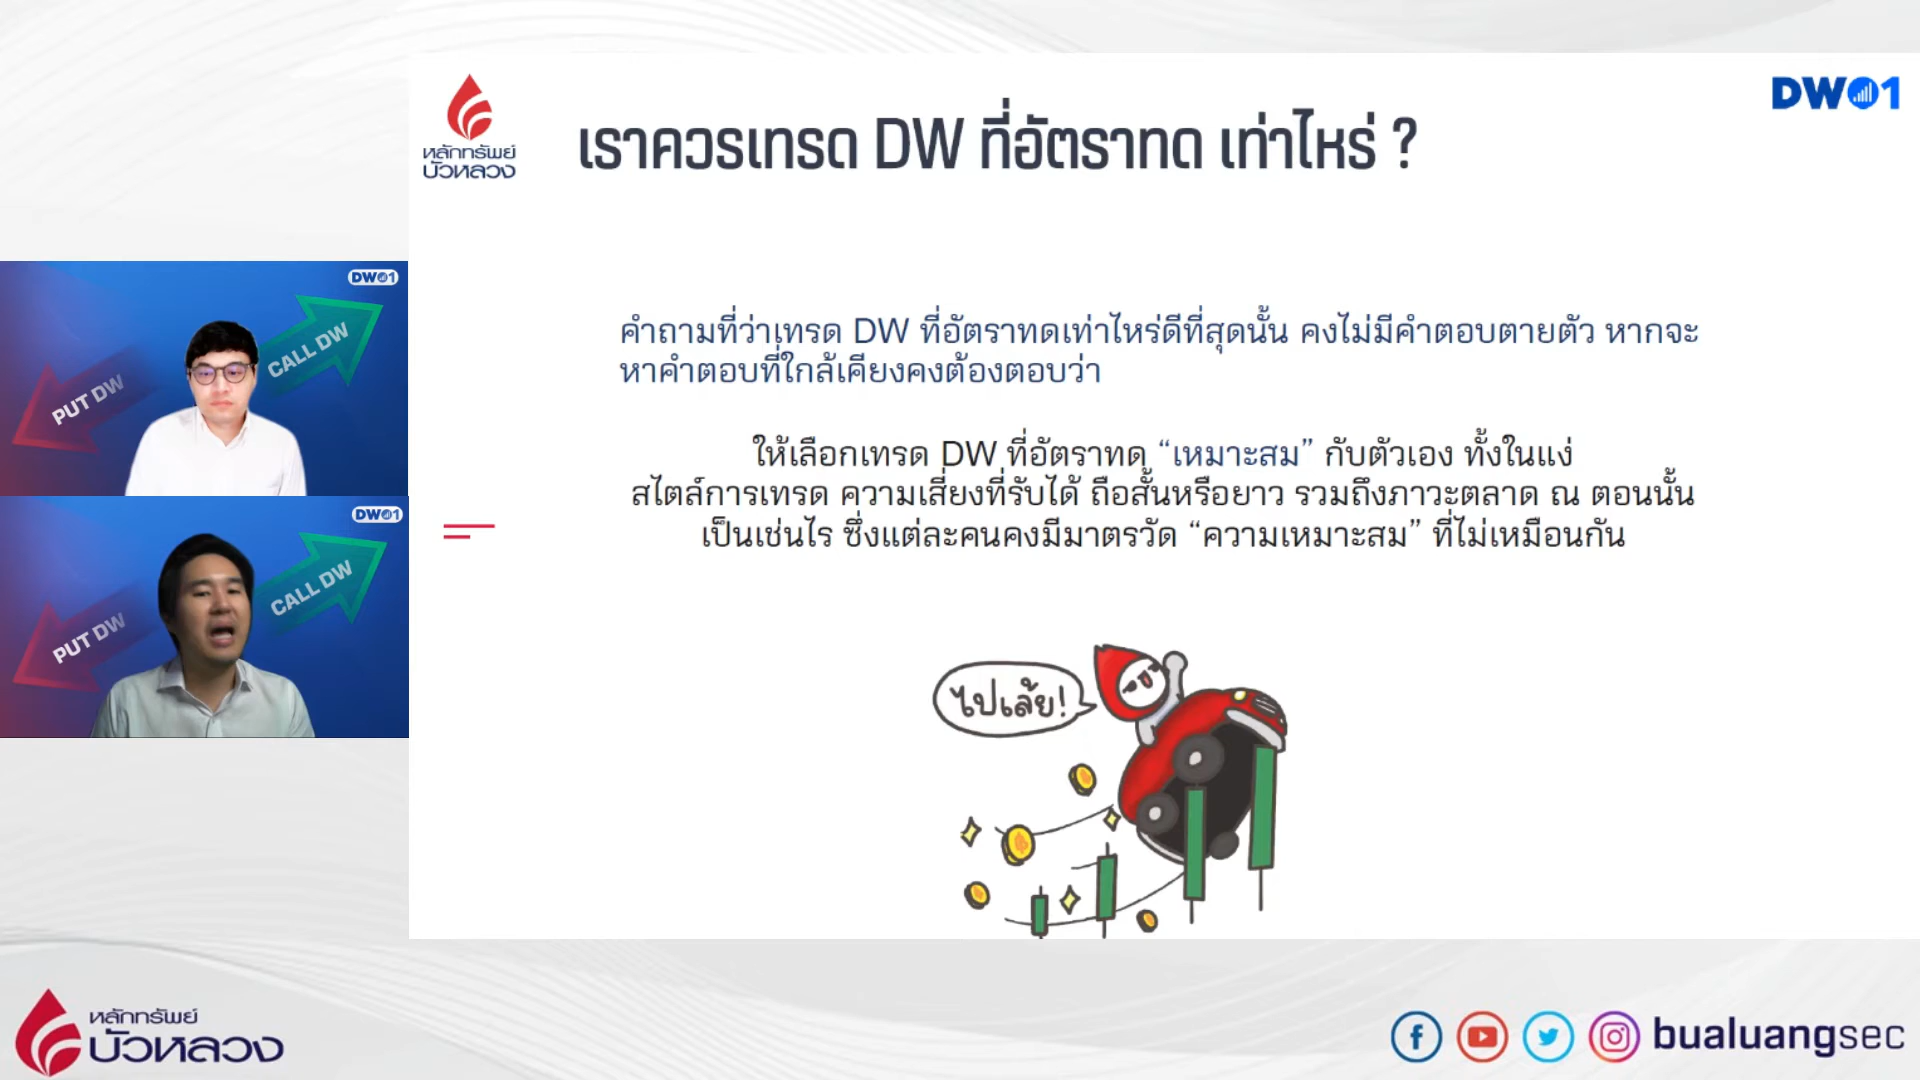 หลักทรัพย์
บัวหลวง
เราควรเทรด DW ที่อัตราทด เท่าไหร่ ?
DW01
คำถามที่ว่าเทรด DW ที่อัตราทดเท่าไหร่ดีที่สุดนั้น คงไม่มีคำตอบตายตัว หากจะ
หาคำตอบที่ใกล้เคียงคงต้องตอบว่า
ให้เลือกเทรด DW ที่อัตราทด “เหมาะสม” กับตัวเอง ทั้งในแง่
สไตล์การเทรด ความเสี่ยงที่รับได้ ถือสั้นหรือยาว รวมถึงภาวะตลาด ณ ตอนนั้น
เป็นเช่นไร ซึ่งแต่ละคนคงมีมาตรวัด “ความเหมาะสม” ที่ไม่เหมือนกัน
ไปเล้ย!
DW01
PUT DW
CALL DW
DW01
PUT DW
CALL DW
หลักทรัพย์
บัวหลวง
bualuangsec